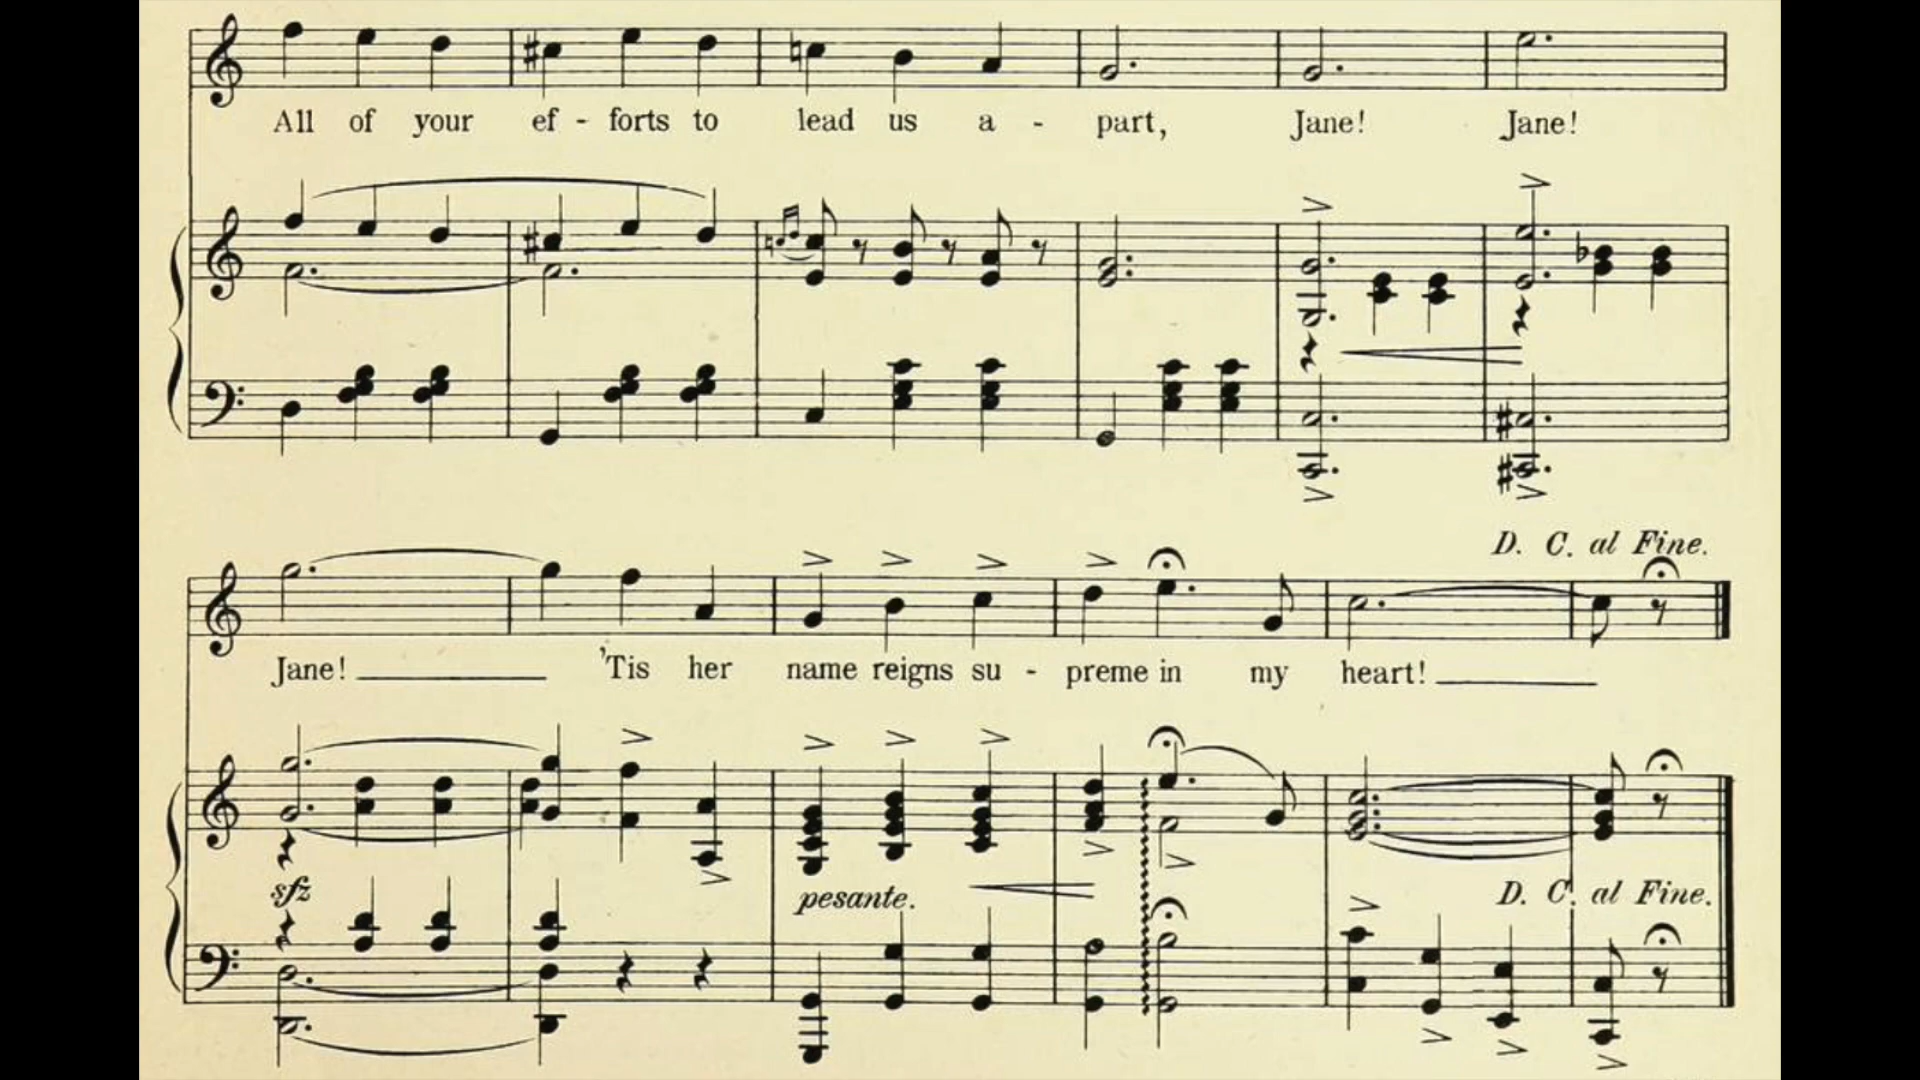 All of your ef - forts to lead us a - part, Jane! Jane!
D. C. al Fine.
Jane! 'Tis her name reigns su - preme in my heart!
sfz pesante. D. C. al Fine.